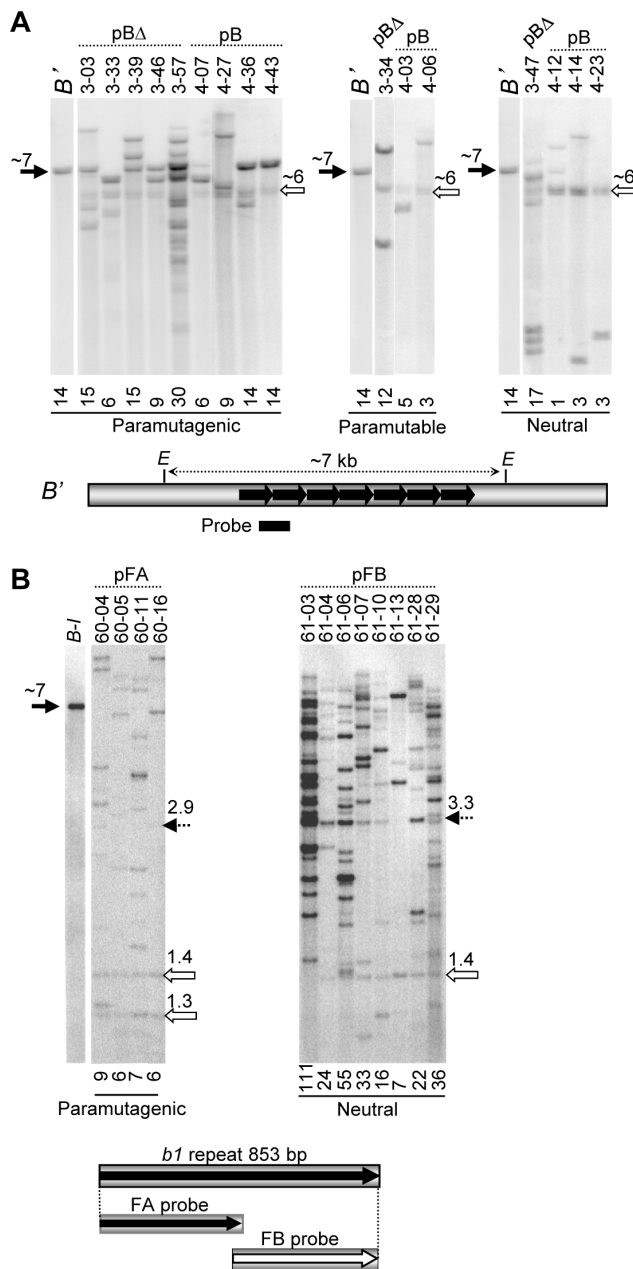 A
pBΔ pB pBΔ pB pBΔ pB
B' 3-03 3-33 3-39 3-46 3-57 4-07 4-27 4-36 4-43
B' 3-34 4-03 4-06
B' 3-47 4-12 4-14 4-23
~7 ~6 ~7 ~6 ~7 ~6
14 15 6 15 9 30 6 9 14 14
14 12 5 3
14 17 1 3 3
Paramutagenic Paramutable Neutral
E ~7 kb E
B'
Probe
B
pFA pFB
B-I 60-04 60-05 60-11 60-16
61-03 61-04 61-06 61-07 61-10 61-13 61-28 61-29
~7
2.9 3.3
1.4 1.4
1.3
9 6 7 6
111 24 55 33 16 7 22 36
Paramutagenic Neutral
b1 repeat 853 bp
FA probe
FB probe